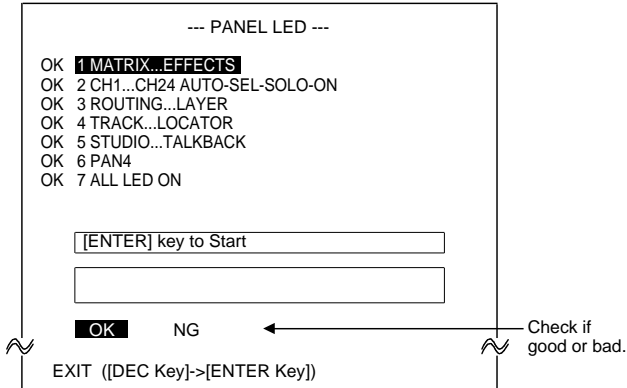 --- PANEL LED ---
OK 1 MATRIX...EFFECTS
OK 2 CH1...CH24 AUTO-SEL-SOLO-ON
OK 3 ROUTING...LAYER
OK 4 TRACK...LOCATOR
OK 5 STUDIO...TALKBACK
OK 6 PAN4
OK 7 ALL LED ON
[ENTER] key to Start
OK NG
Check if
good or bad.
EXIT ([DEC Key]->[ENTER Key])